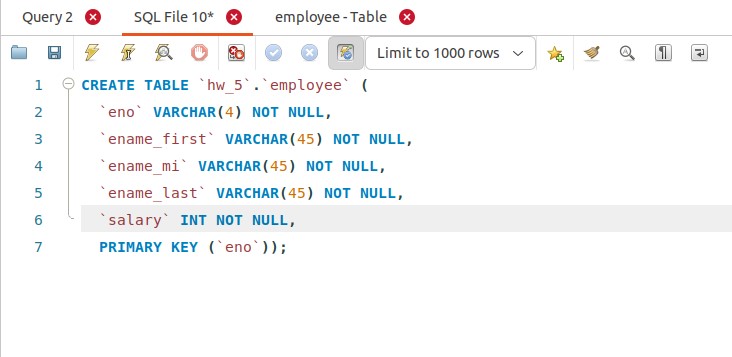 Query 2
SQL File 10*
employee - Table
Limit to 1000 rows
1 CREATE TABLE `hw_5`.`employee` (
2 `eno` VARCHAR(4) NOT NULL,
3 `ename_first` VARCHAR(45) NOT NULL,
4 `ename_mi` VARCHAR(45) NOT NULL,
5 `ename_last` VARCHAR(45) NOT NULL,
6 `salary` INT NOT NULL,
7 PRIMARY KEY (`eno`));